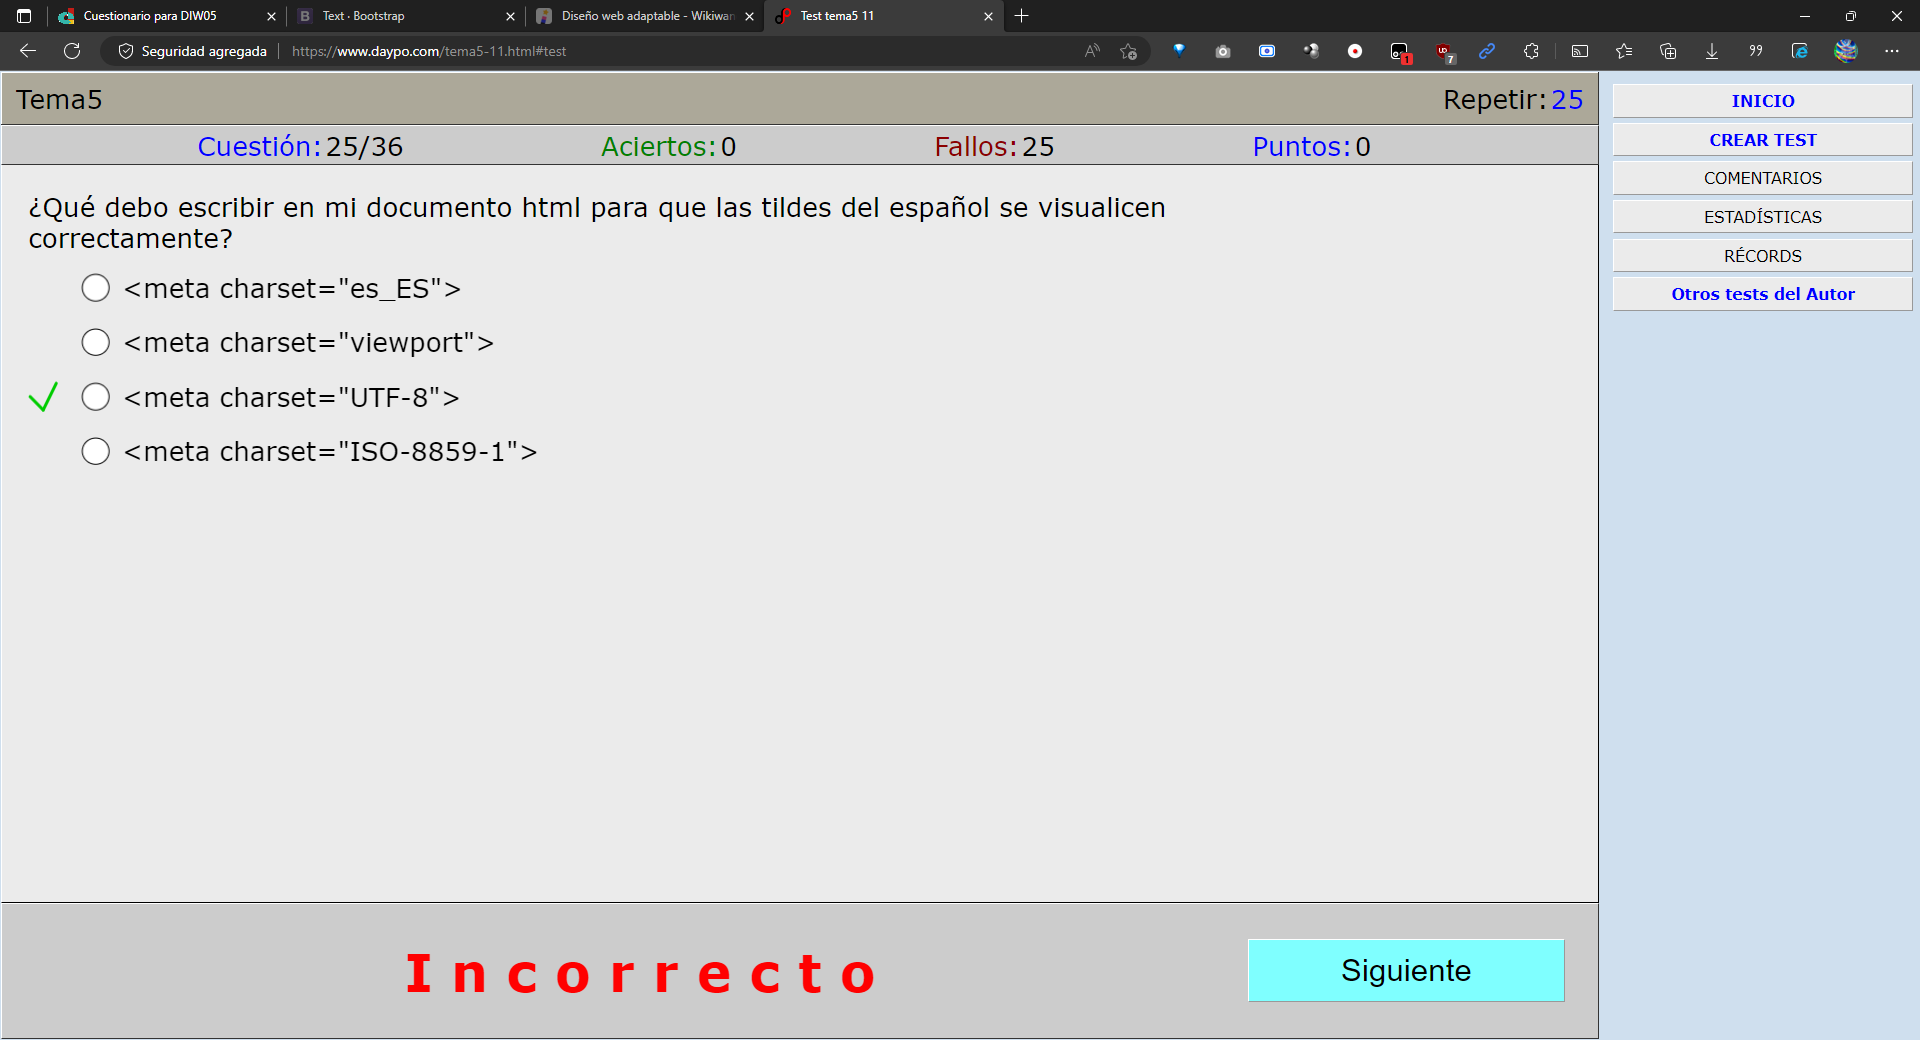 Cuestionario para DIW05
Text · Bootstrap
Diseño web adaptable - Wikiwan
Test tema5 11
Seguridad agregada
https://www.daypo.com/tema5-11.html#test
1
7
Tema5
Repetir:25
Cuestión:25/36
Aciertos:0
Fallos:25
Puntos:0
¿Qué debo escribir en mi documento html para que las tildes del español se visualicen
correctamente?
<meta charset="es_ES">
<meta charset="viewport">
<meta charset="UTF-8">
<meta charset="ISO-8859-1">
Incorrecto
Siguiente
INICIO
CREAR TEST
COMENTARIOS
ESTADÍSTICAS
RÉCORDS
Otros tests del Autor